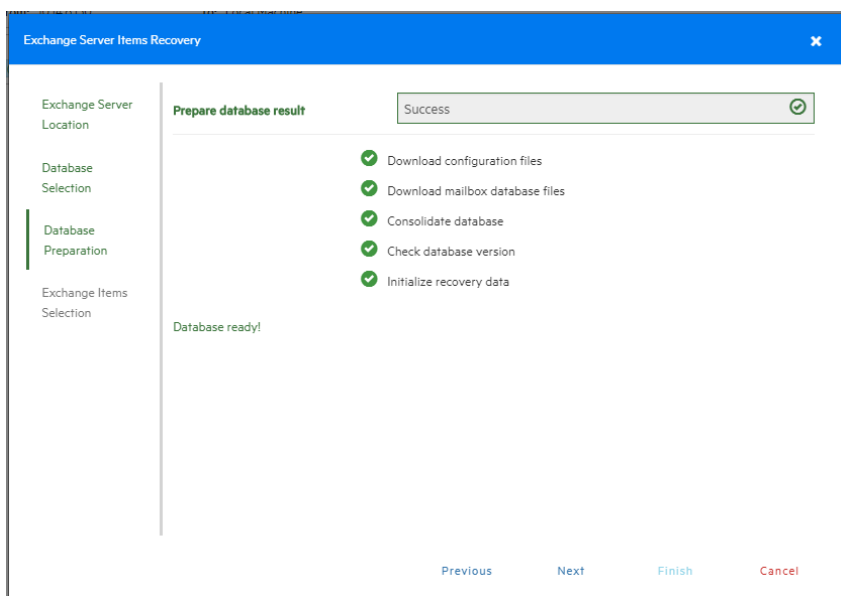 Exchange Server Items Recovery
Exchange Server
Location
Prepare database result
Success
Database
Selection
Database
Preparation
Exchange Items
Selection
Download configuration files
Download mailbox database files
Consolidate database
Check database version
Initialize recovery data
Database ready!
Previous
Next
Finish
Cancel